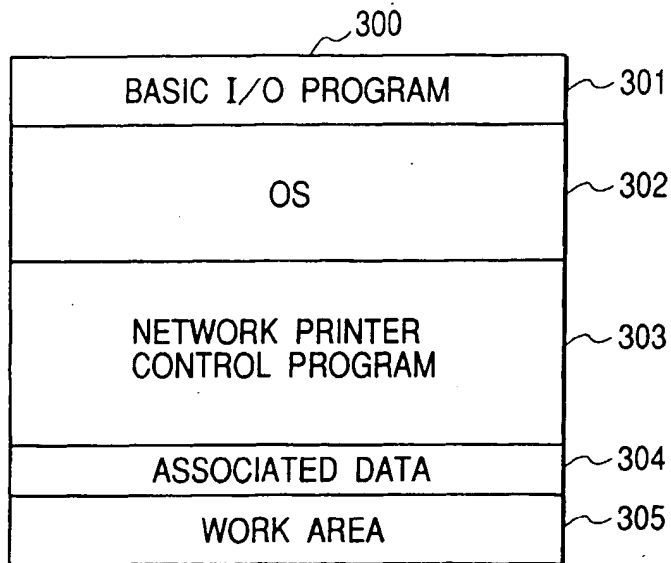 300
BASIC I/O PROGRAM
301
OS
302
NETWORK PRINTER
CONTROL PROGRAM
303
ASSOCIATED DATA
304
WORK AREA
305